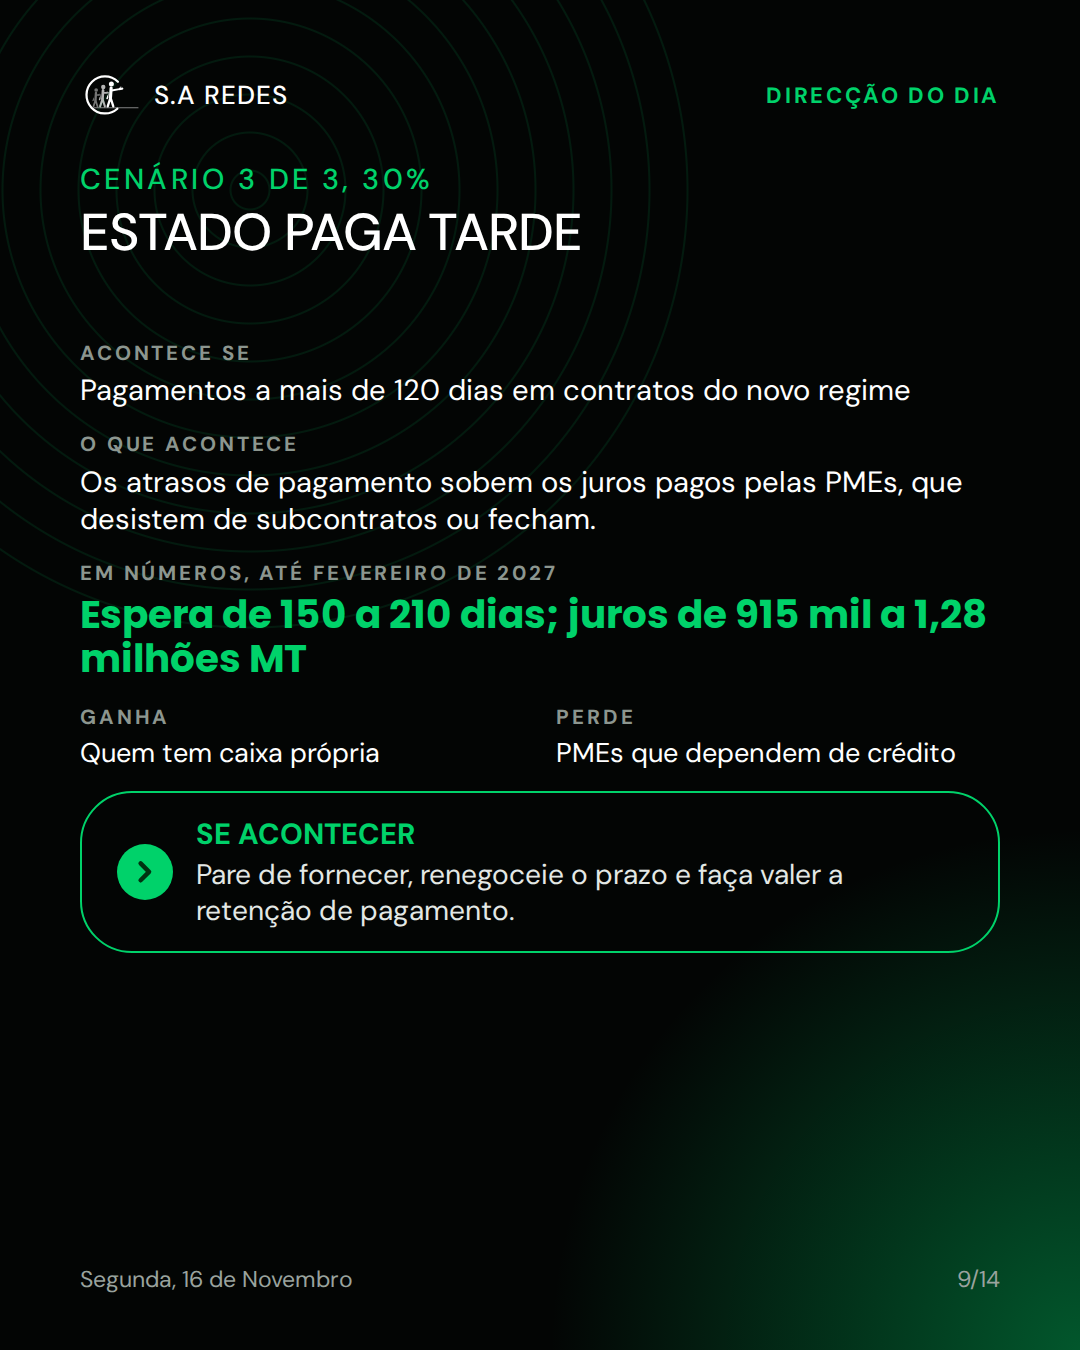 S.A REDES
DIRECÇÃO DO DIA
CENÁRIO 3 DE 3, 30%
ESTADO PAGA TARDE
ACONTECE SE
Pagamentos a mais de 120 dias em contratos do novo regime
O QUE ACONTECE
Os atrasos de pagamento sobem os juros pagos pelas PMEs, que
desistem de subcontratos ou fecham.
EM NÚMEROS, ATÉ FEVEREIRO DE 2027
Espera de 150 a 210 dias; juros de 915 mil a 1,28
milhões MT
GANHA
Quem tem caixa própria
PERDE
PMEs que dependem de crédito
SE ACONTECER
Pare de fornecer, renegoceie o prazo e faça valer a
retenção de pagamento.
Segunda, 16 de Novembro
9/14